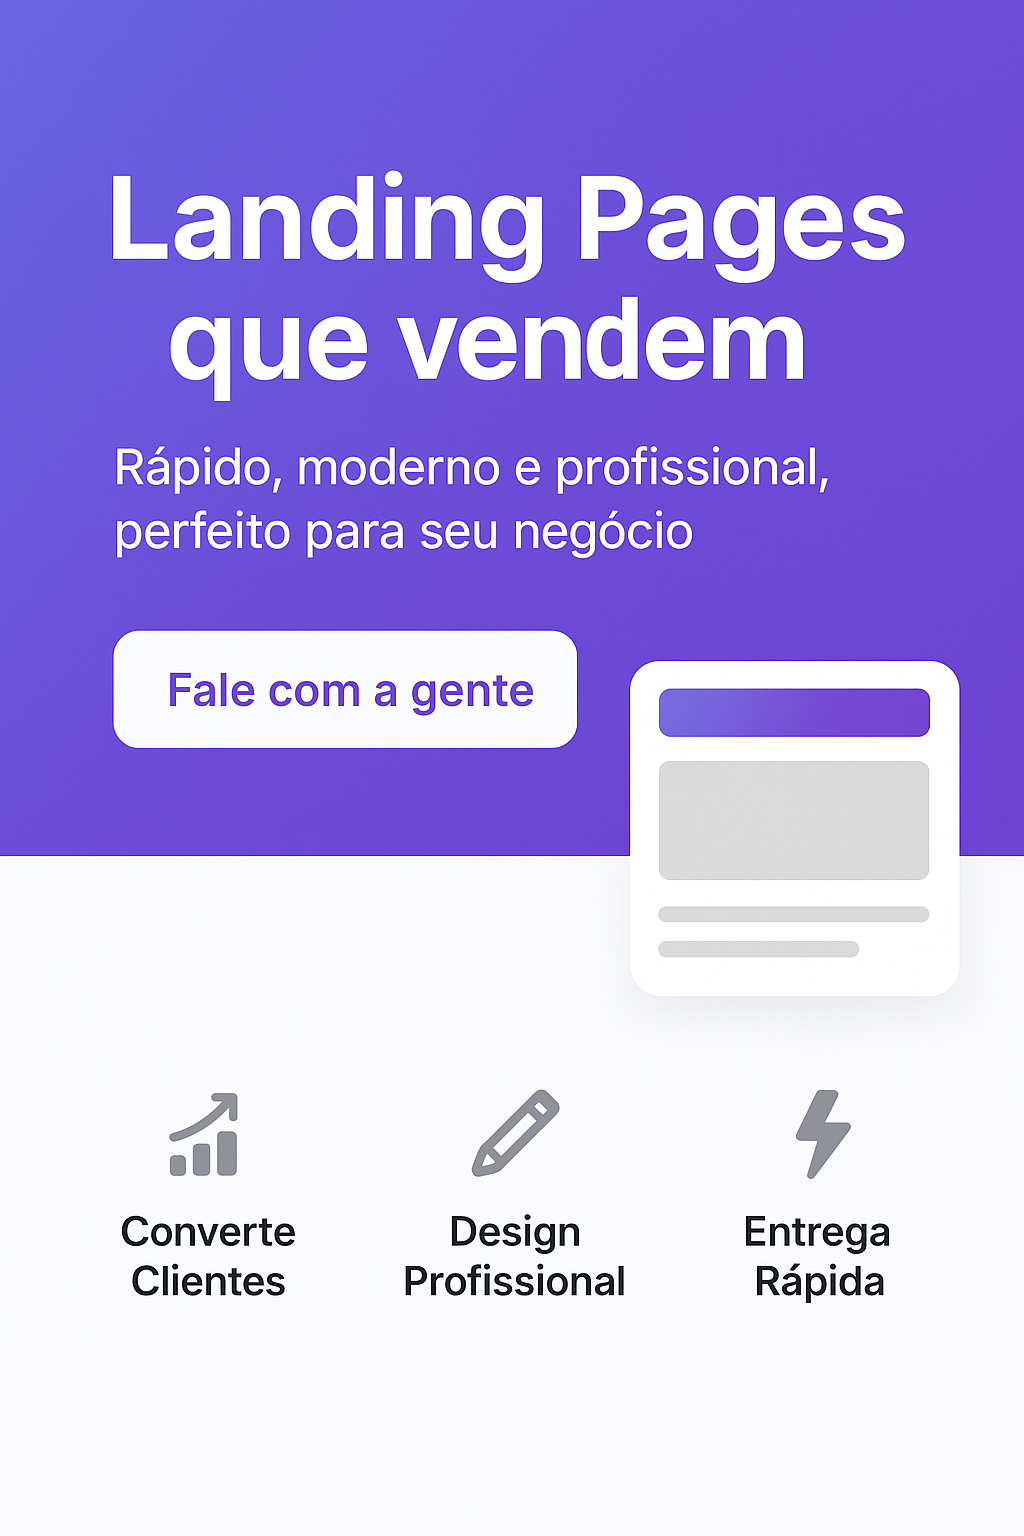 Landing Pages
que vendem
Rápido, moderno e profissional,
perfeito para seu negócio
Fale com a gente
Converte
Clientes
Design
Profissional
Entrega
Rápida